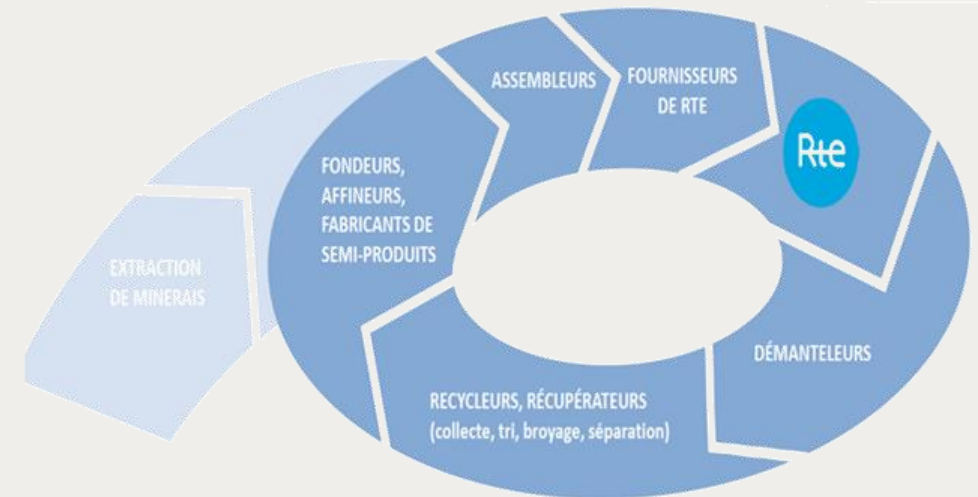 EXTRACTION
DE MINERAIS
FONDEURS,
AFFINEURS,
FABRICANTS DE
SEMI-PRODUITS
ASSEMBLEURS
FOURNISSEURS
DE RTE
Rte
DÉMANTELEURS
RECYCLEURS, RÉCUPÉRATEURS
(collecte, tri, broyage, séparation)